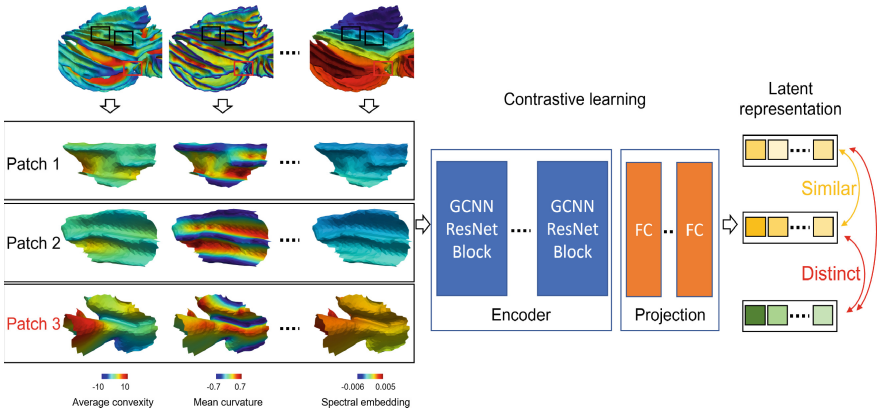 Contrastive learning
Latent
representation
Patch 1
Patch 2
Patch 3
GCNN
ResNet
Block
GCNN
ResNet
Block
Encoder
FC
FC
Projection
Similar
Distinct
-10 10
Average convexity
-0.7 0.7
Mean curvature
-0.006 0.005
Spectral embedding